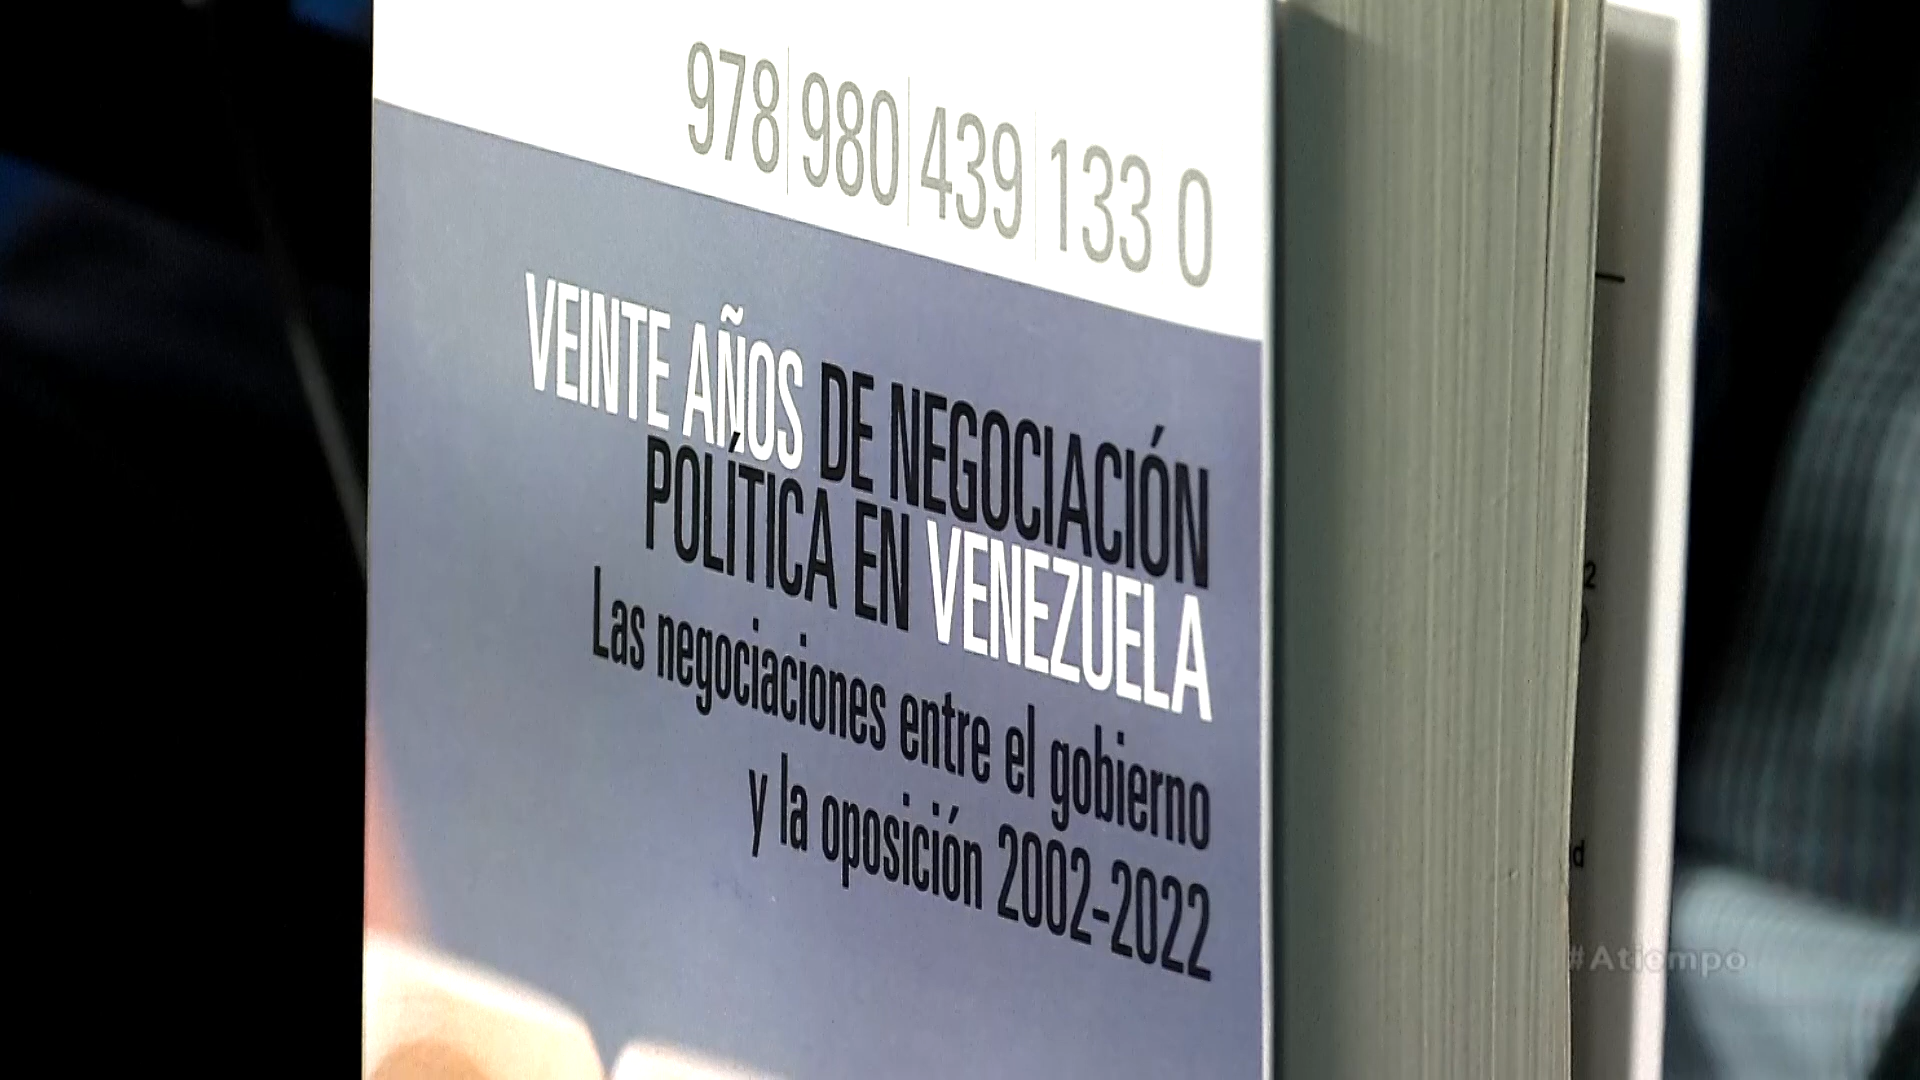 978 980 439 133 0
VEINTE AÑOS DE NEGOCIACIÓN
POLÍTICA EN VENEZUELA
Las negociaciones entre el gobierno
y la oposición 2002-2022
2
)
d
#Atiempo